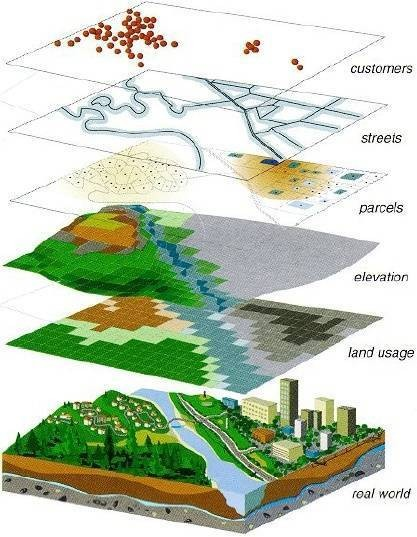 customers
streets
parcels
elevation
land usage
real world